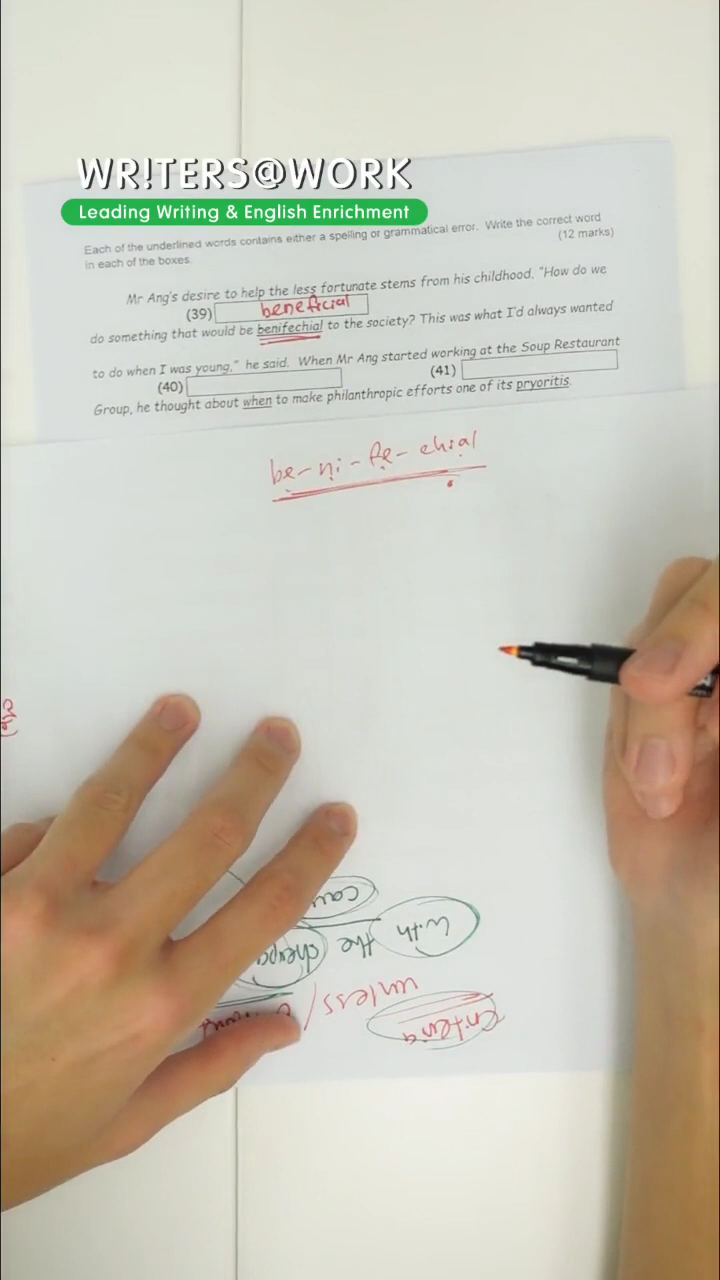 WR!TERS@WORK
Leading Writing & English Enrichment
Each of the underlined words contains either a spelling or grammatical error. Write the correct word
in each of the boxes.
(12 marks)
Mr Ang's desire to help the less fortunate stems from his childhood. "How do we
(39) beneficial
do something that would be benifechial to the society? This was what I'd always wanted
to do when I was young," he said. When Mr Ang started working at the Soup Restaurant
(40) (41)
Group, he thought about when to make philanthropic efforts one of its pryoritis.
be-ni-fe-chial
with the
unless/